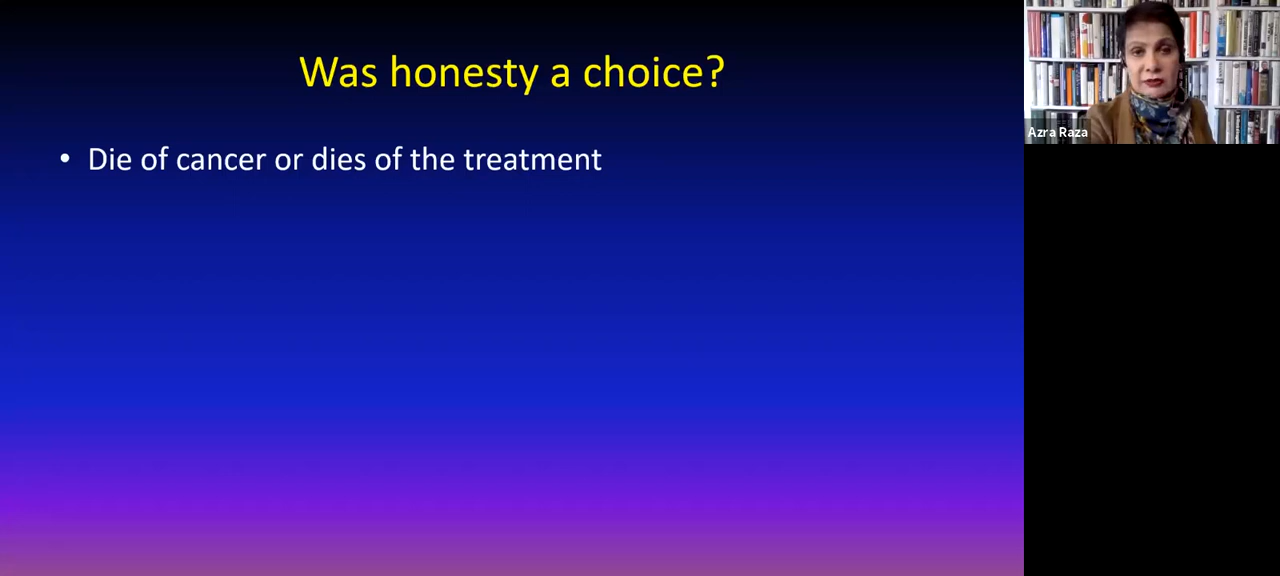 Was honesty a choice?
• Die of cancer or dies of the treatment
Azra Raza